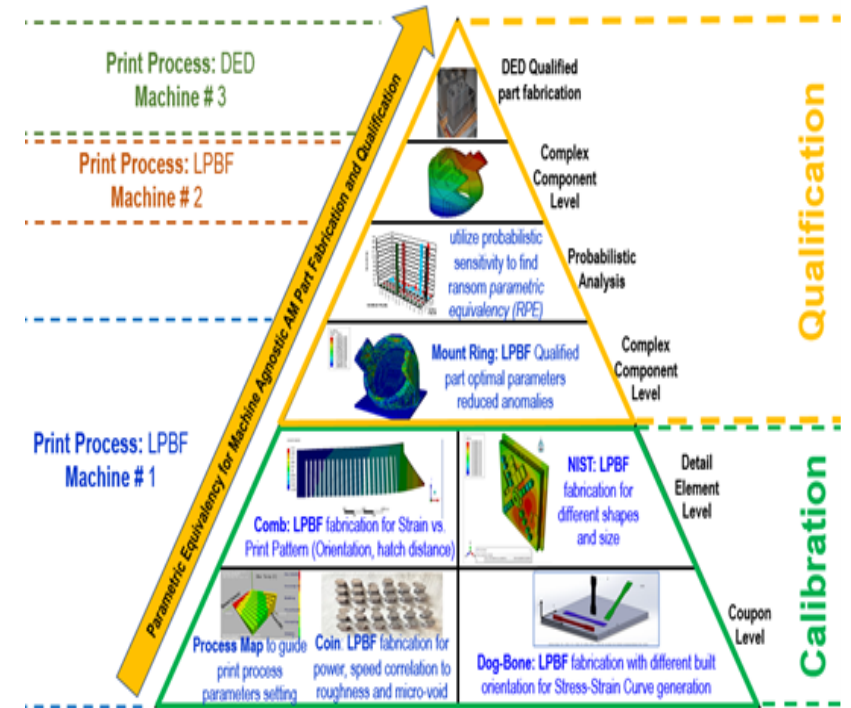 Print Process: DED
Machine # 3
Print Process: LPBF
Machine # 2
Print Process: LPBF
Machine # 1
Parametric Equivalency for Machine Agnostic AM Part Fabrication and Qualification
DED Qualified
part fabrication
Complex
Component
Level
utilize probabilistic
sensitivity to find
ransom parametric
equivalency (RPE)
Probabilistic
Analysis
Mount Ring: LPBF Qualified
part optimal parameters
reduced anomalies
Complex
Component
Level
Qualification
Comb: LPBF fabrication for Strain vs.
Print Pattern (Orientation, hatch distance)
NIST: LPBF
fabrication for
different shapes
and size
Detail
Element
Level
Process Map to guide
print process
parameters setting
Coin: LPBF fabrication for
power, speed correlation to
roughness and micro-void
Dog-Bone: LPBF fabrication with different built
orientation for Stress-Strain Curve generation
Coupon
Level
Calibration